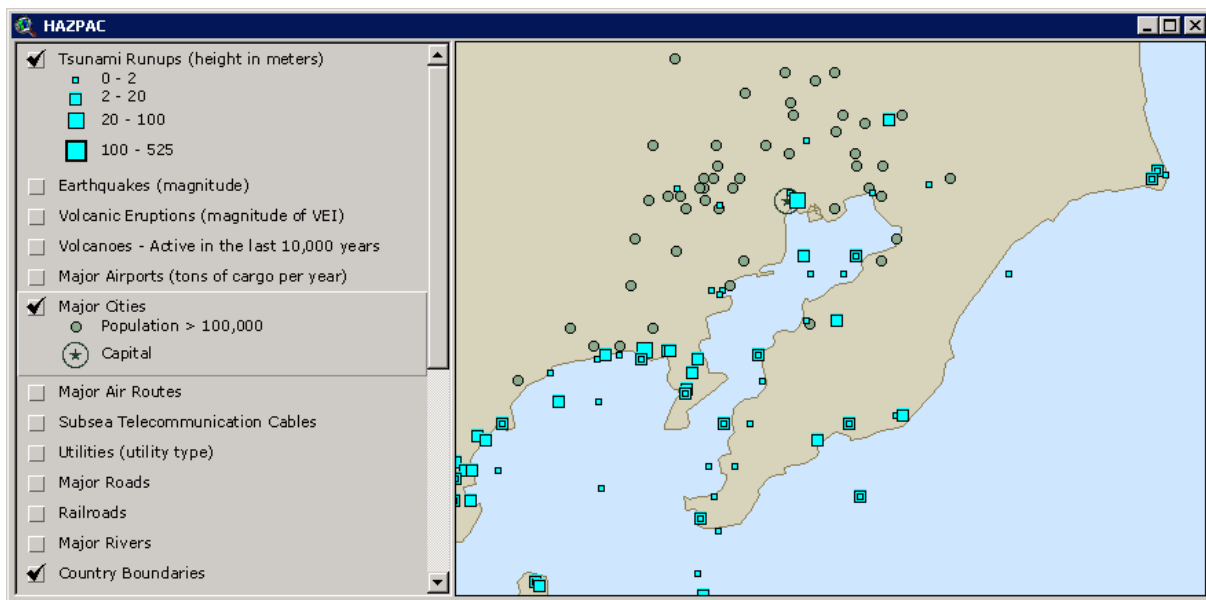 HAZPAC
Tsunami Runups (height in meters)
0 - 2
2 - 20
20 - 100
100 - 525
Earthquakes (magnitude)
Volcanic Eruptions (magnitude of VEI)
Volcanoes - Active in the last 10,000 years
Major Airports (tons of cargo per year)
Major Cities
Population > 100,000
Capital
Major Air Routes
Subsea Telecommunication Cables
Utilities (utility type)
Major Roads
Railroads
Major Rivers
Country Boundaries